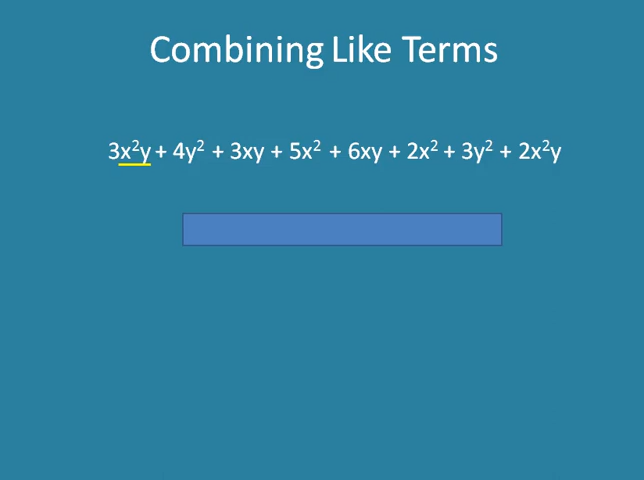 Combining Like Terms
3x²y + 4y² + 3xy + 5x² + 6xy + 2x² + 3y² + 2x²y